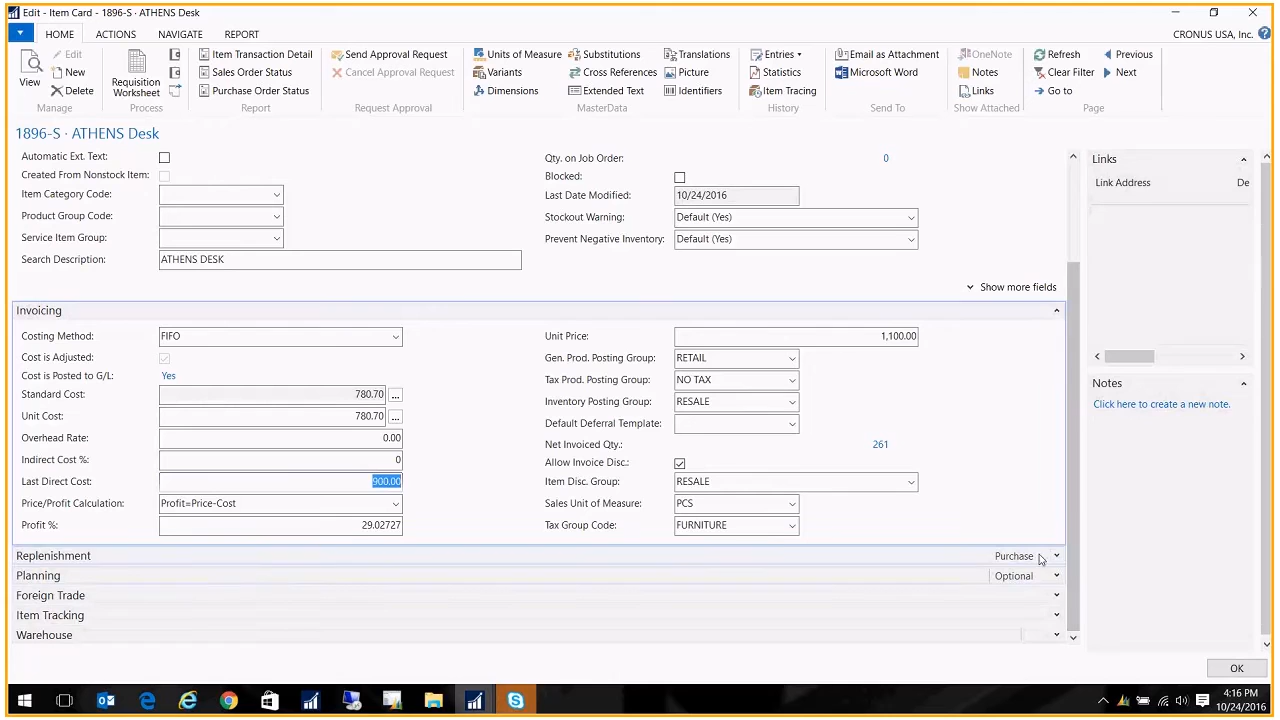 Edit - Item Card - 1896-S · ATHENS Desk
HOME ACTIONS NAVIGATE REPORT
CRONUS USA, Inc.
View
Edit
New
Delete
Manage
Requisition Worksheet
Process
Item Transaction Detail
Sales Order Status
Purchase Order Status
Report
Send Approval Request
Cancel Approval Request
Request Approval
Units of Measure
Variants
Dimensions
Substitutions
Cross References
Extended Text
Translations
Picture
Identifiers
MasterData
Entries
Statistics
Item Tracing
History
Email as Attachment
Microsoft Word
Send To
OneNote
Notes
Links
Show Attached
Refresh
Clear Filter
Go to
Previous
Next
Page
1896-S · ATHENS Desk
Automatic Ext. Text:
Created From Nonstock Item:
Item Category Code:
Product Group Code:
Service Item Group:
Search Description: ATHENS DESK
Qty. on Job Order: 0
Blocked:
Last Date Modified: 10/24/2016
Stockout Warning: Default (Yes)
Prevent Negative Inventory: Default (Yes)
Show more fields
Invoicing
Costing Method: FIFO
Cost is Adjusted:
Cost is Posted to G/L: Yes
Standard Cost: 780.70 ...
Unit Cost: 780.70 ...
Overhead Rate: 0.00
Indirect Cost %: 0
Last Direct Cost: 900.00
Price/Profit Calculation: Profit=Price-Cost
Profit %: 29.02727
Unit Price: 1,100.00
Gen. Prod. Posting Group: RETAIL
Tax Prod. Posting Group: NO TAX
Inventory Posting Group: RESALE
Default Deferral Template:
Net Invoiced Qty.: 261
Allow Invoice Disc.:
Item Disc. Group: RESALE
Sales Unit of Measure: PCS
Tax Group Code: FURNITURE
Replenishment Purchase
Planning Optional
Foreign Trade
Item Tracking
Warehouse
Links
Link Address De
Notes
Click here to create a new note.
OK
4:16 PM
10/24/2016